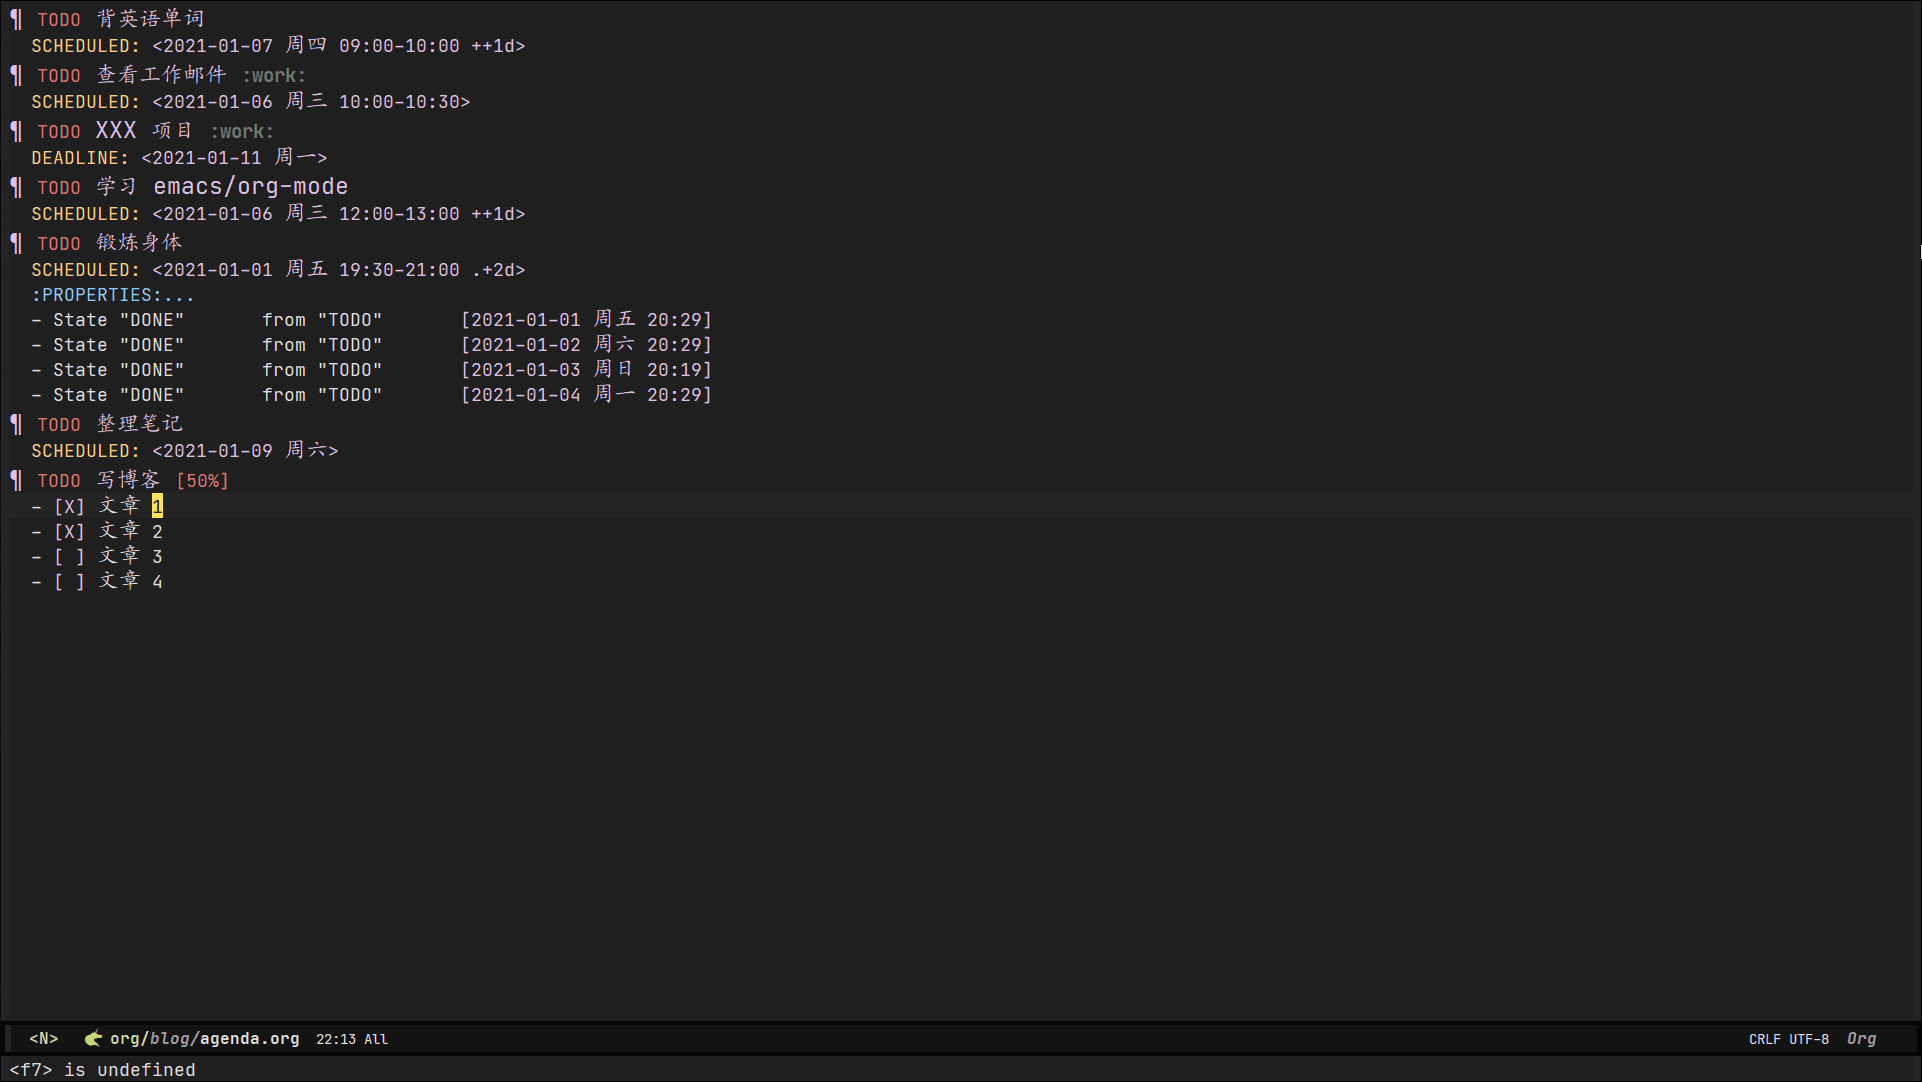 ¶ TODO 背英语单词
SCHEDULED: <2021-01-07 周四 09:00-10:00 ++1d>
¶ TODO 查看工作邮件 :work:
SCHEDULED: <2021-01-06 周三 10:00-10:30>
¶ TODO XXX 项目 :work:
DEADLINE: <2021-01-11 周一>
¶ TODO 学习 emacs/org-mode
SCHEDULED: <2021-01-06 周三 12:00-13:00 ++1d>
¶ TODO 锻炼身体
SCHEDULED: <2021-01-01 周五 19:30-21:00 .+2d>
:PROPERTIES:...
- State "DONE" from "TODO" [2021-01-01 周五 20:29]
- State "DONE" from "TODO" [2021-01-02 周六 20:29]
- State "DONE" from "TODO" [2021-01-03 周日 20:19]
- State "DONE" from "TODO" [2021-01-04 周一 20:29]
¶ TODO 整理笔记
SCHEDULED: <2021-01-09 周六>
¶ TODO 写博客 [50%]
- [X] 文章 1
- [X] 文章 2
- [ ] 文章 3
- [ ] 文章 4
<N> org/blog/agenda.org 22:13 All CRLF UTF-8 Org
<f7> is undefined